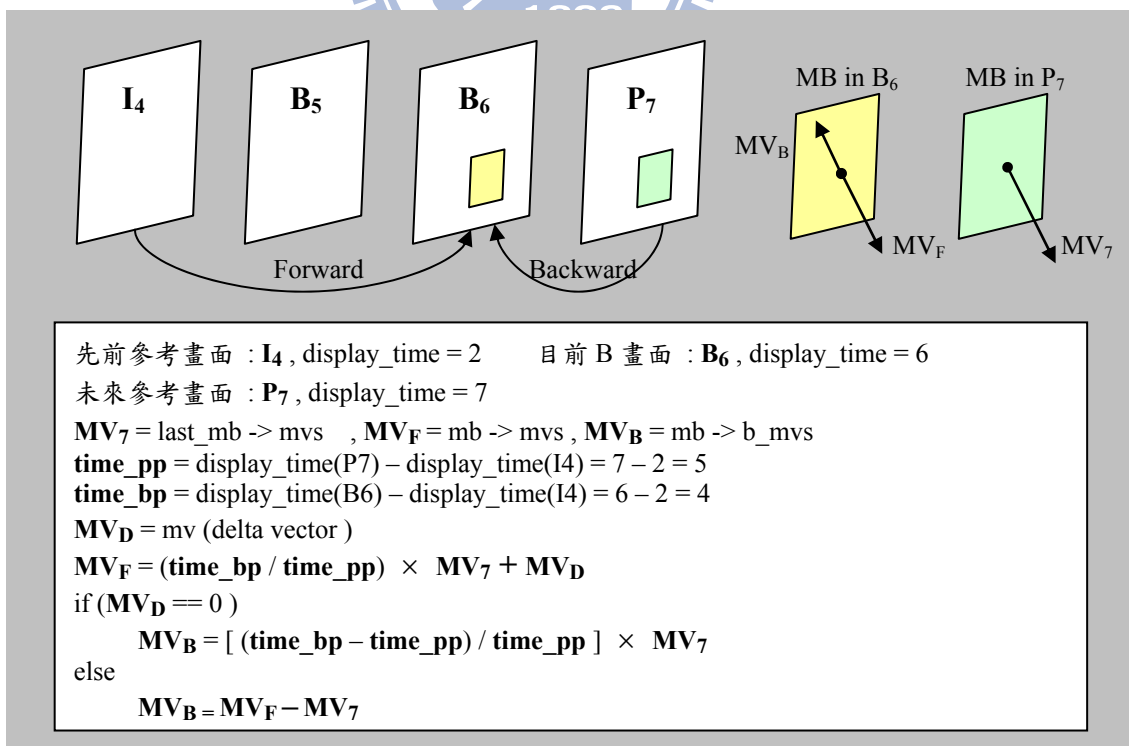 1896
I4 B5 B6 P7 MB in B6 MB in P7
MVB
MVF MV7
Forward Backward
先前參考畫面 : I4 , display_time = 2 目前 B 畫面 : B6 , display_time = 6
未來參考畫面 : P7 , display_time = 7
MV7 = last_mb -> mvs , MVF = mb -> mvs , MVB = mb -> b_mvs
time_pp = display_time(P7) – display_time(I4) = 7 – 2 = 5
time_bp = display_time(B6) – display_time(I4) = 6 – 2 = 4
MVD = mv (delta vector )
MVF = (time_bp / time_pp) × MV7 + MVD
if (MVD == 0 )
MVB = [ (time_bp – time_pp) / time_pp ] × MV7
else
MVB = MVF – MV7